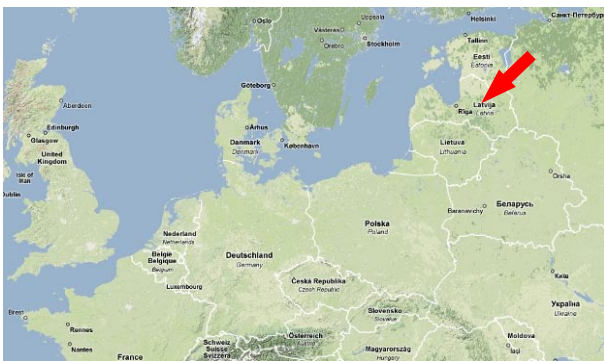 Oslo
Uppsala
Helsinki
Санкт-Петербур
Västerås
Örebro
Stockholm
Tallinn
Eesti
Estonia
Göteborg
Aberdeen
Latvija
Latvia
Rīga
Edinburgh
Glasgow
United
Kingdom
Århus
Danmark
Denmark
København
Lietuva
Lithuania
Isle of
Man
Orsha
Dublin
Беларусь
Belarus
Baranavichy
Polska
Poland
Nederland
Netherlands
België
Belgique
Belgium
Deutschland
Germany
Luxembourg
Česká Republika
Czech Republic
Kyiv
Україна
Ukraine
Brest
Rennes
Slovensko
Slovakia
Nantes
Österreich
Moldova
Iaşi
Schweiz
Suisse
Svizzera
Magyarország
Hungary
France